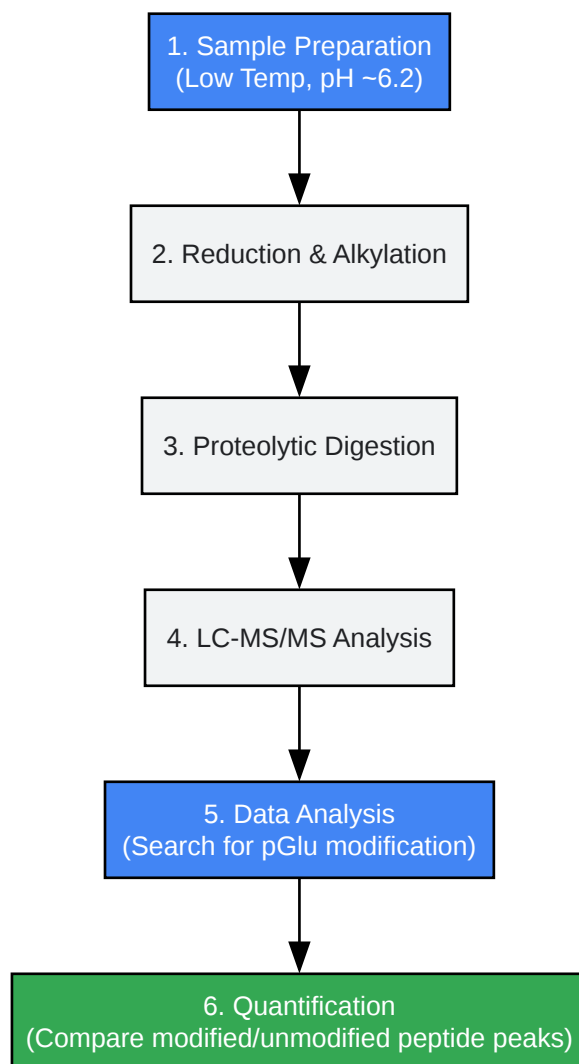 1. Sample Preparation
(Low Temp, pH ~6.2)
2. Reduction & Alkylation
3. Proteolytic Digestion
4. LC-MS/MS Analysis
5. Data Analysis
(Search for pGlu modification)
6. Quantification
(Compare modified/unmodified peptide peaks)